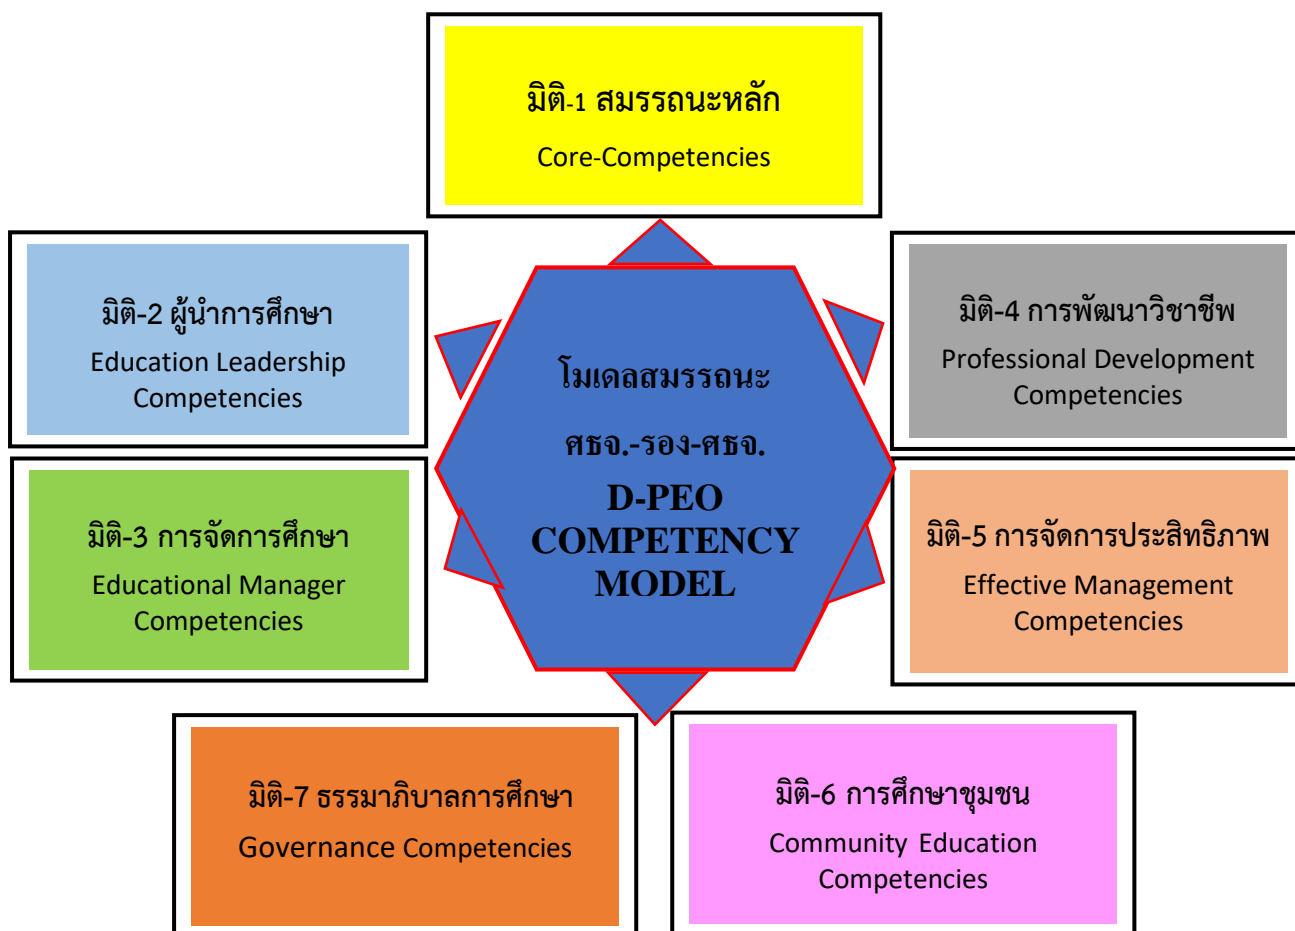 มิติ-1 สมรรถนะหลัก
Core-Competencies
มิติ-2 ผู้นำการศึกษา
Education Leadership
Competencies
มิติ-4 การพัฒนาวิชาชีพ
Professional Development
Competencies
โมเดลสมรรถนะ
ศธจ.-รอง-ศธจ.
D-PEO
COMPETENCY
MODEL
มิติ-3 การจัดการศึกษา
Educational Manager
Competencies
มิติ-5 การจัดการประสิทธิภาพ
Effective Management
Competencies
มิติ-7 ธรรมาภิบาลการศึกษา
Governance Competencies
มิติ-6 การศึกษาชุมชน
Community Education
Competencies